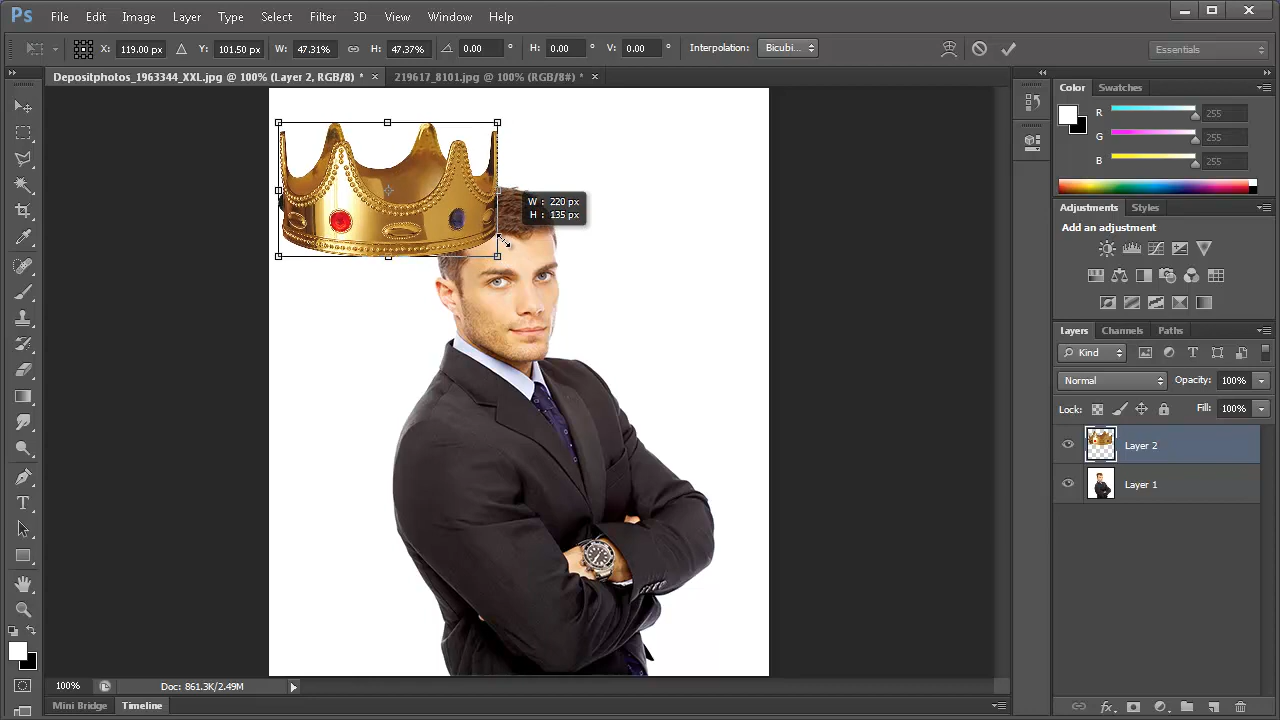 Ps File Edit Image Layer Type Select Filter 3D View Window Help
X: 119.00 px Y: 101.50 px W: 47.31% H: 47.37% 0.00 ° H: 0.00 ° V: 0.00 ° Interpolation: Bicubi... Essentials
Depositphotos_1963344_XXL.jpg @ 100% (Layer 2, RGB/8) * × 219617_8101.jpg @ 100% (RGB/8#) * ×
Color Swatches
R 255
G 255
B 255
W : 220 px
H : 135 px
Adjustments Styles
Add an adjustment
Layers Channels Paths
Kind
Normal Opacity: 100%
Lock: Fill: 100%
Layer 2
Layer 1
100% Doc: 861.3K/2.49M
Mini Bridge Timeline